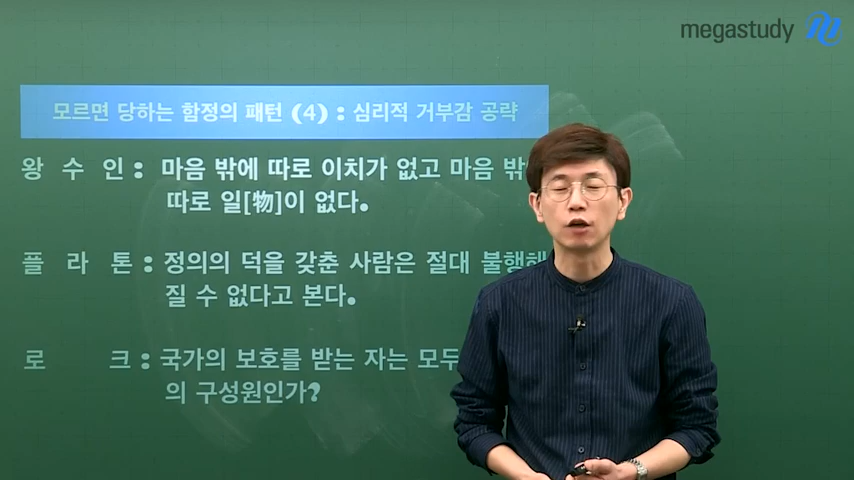 megastudy
모르면 당하는 함정의 패턴 (4) : 심리적 거부감 공략
왕 수 인 : 마음 밖에 따로 이치가 없고 마음 밖에
따로 일[物]이 없다.
플 라 톤 : 정의의 덕을 갖춘 사람은 절대 불행해
질 수 없다고 본다.
로 크 : 국가의 보호를 받는 자는 모두
의 구성원인가?